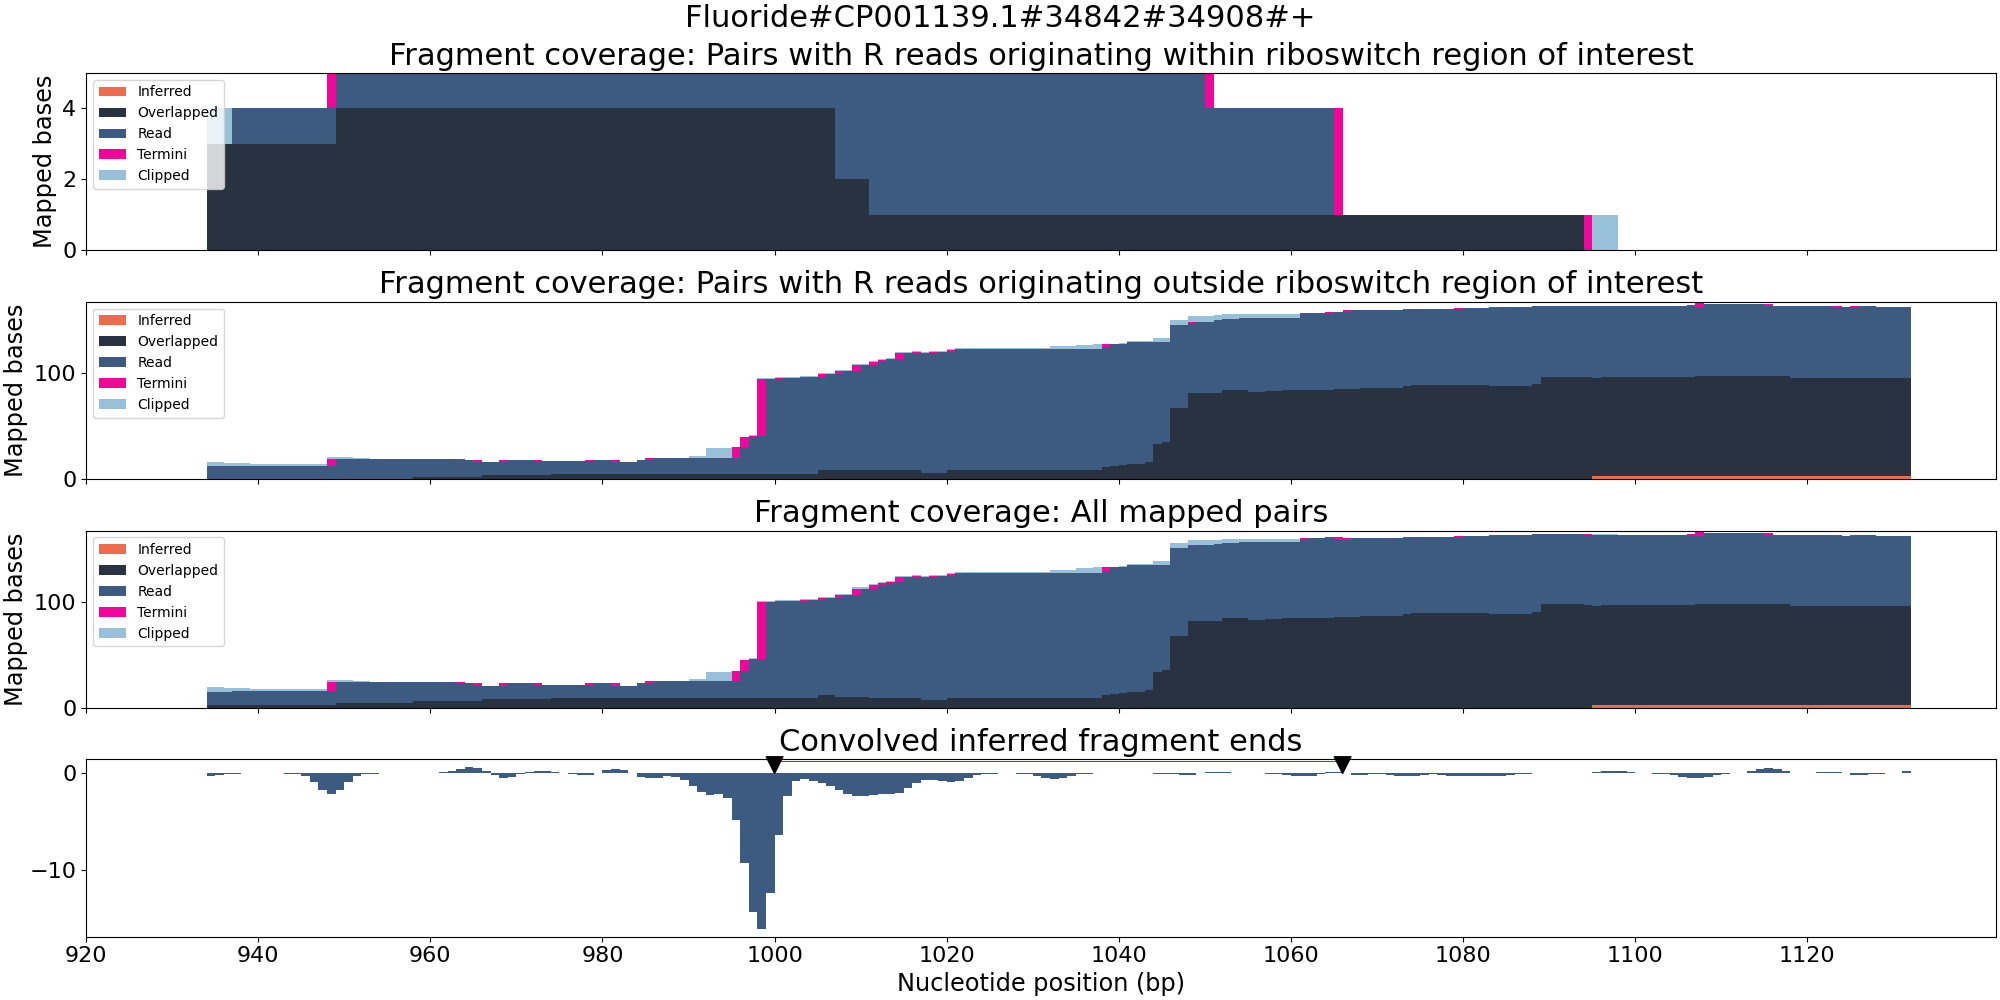 Fluoride#CP001139.1#34842#34908#+
Fragment coverage: Pairs with R reads originating within riboswitch region of interest
Mapped bases
4
2
0
Inferred
Overlapped
Read
Termini
Clipped
Fragment coverage: Pairs with R reads originating outside riboswitch region of interest
Mapped bases
100
0
Inferred
Overlapped
Read
Termini
Clipped
Fragment coverage: All mapped pairs
Mapped bases
100
0
Inferred
Overlapped
Read
Termini
Clipped
Convolved inferred fragment ends
0
−10
920 940 960 980 1000 1020 1040 1060 1080 1100 1120
Nucleotide position (bp)